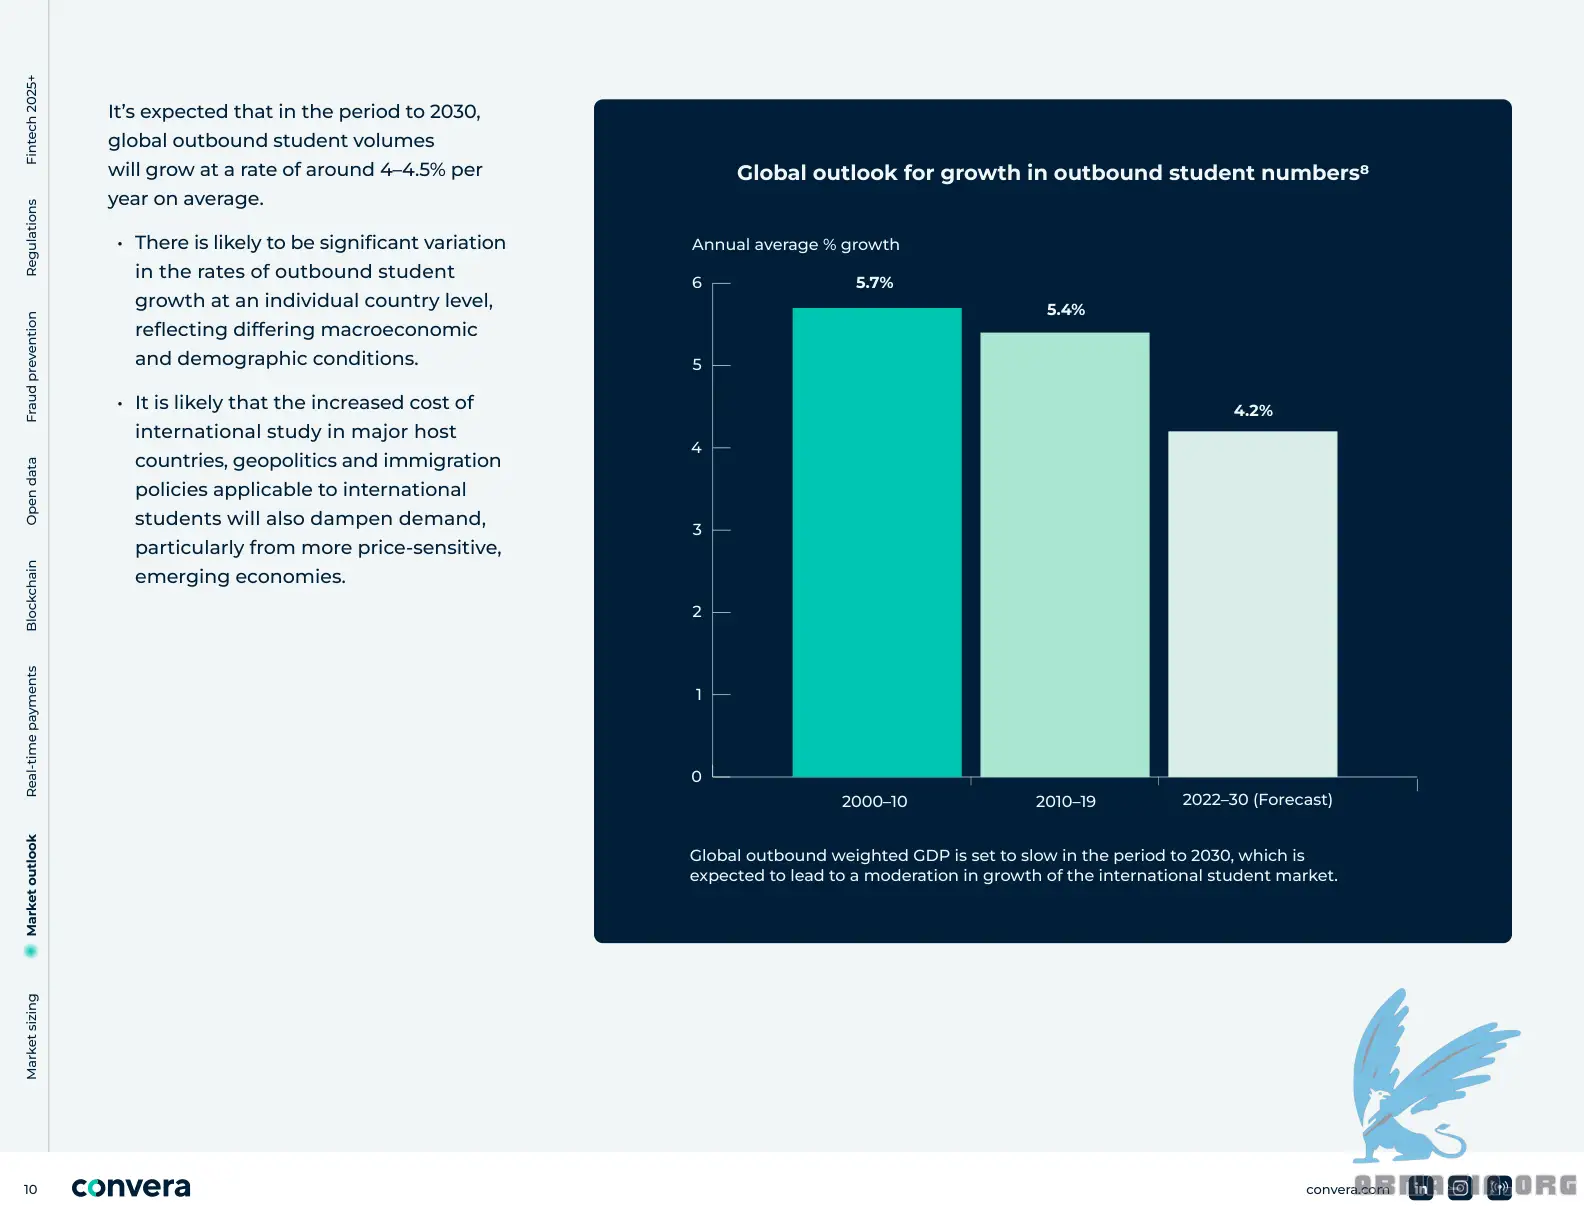 Fintech 2025+
Regulations
Fraud prevention
Open data
Blockchain
Real-time payments
Market outlook
Market sizing
It’s expected that in the period to 2030,
global outbound student volumes
will grow at a rate of around 4–4.5% per
year on average.
• There is likely to be significant variation
in the rates of outbound student
growth at an individual country level,
reflecting differing macroeconomic
and demographic conditions.
• It is likely that the increased cost of
international study in major host
countries, geopolitics and immigration
policies applicable to international
students will also dampen demand,
particularly from more price-sensitive,
emerging economies.
Global outlook for growth in outbound student numbers⁸
Annual average % growth
6
5
4
3
2
1
0
5.7%
5.4%
4.2%
2000–10
2010–19
2022–30 (Forecast)
Global outbound weighted GDP is set to slow in the period to 2030, which is
expected to lead to a moderation in growth of the international student market.
10
convera
convera.com
in